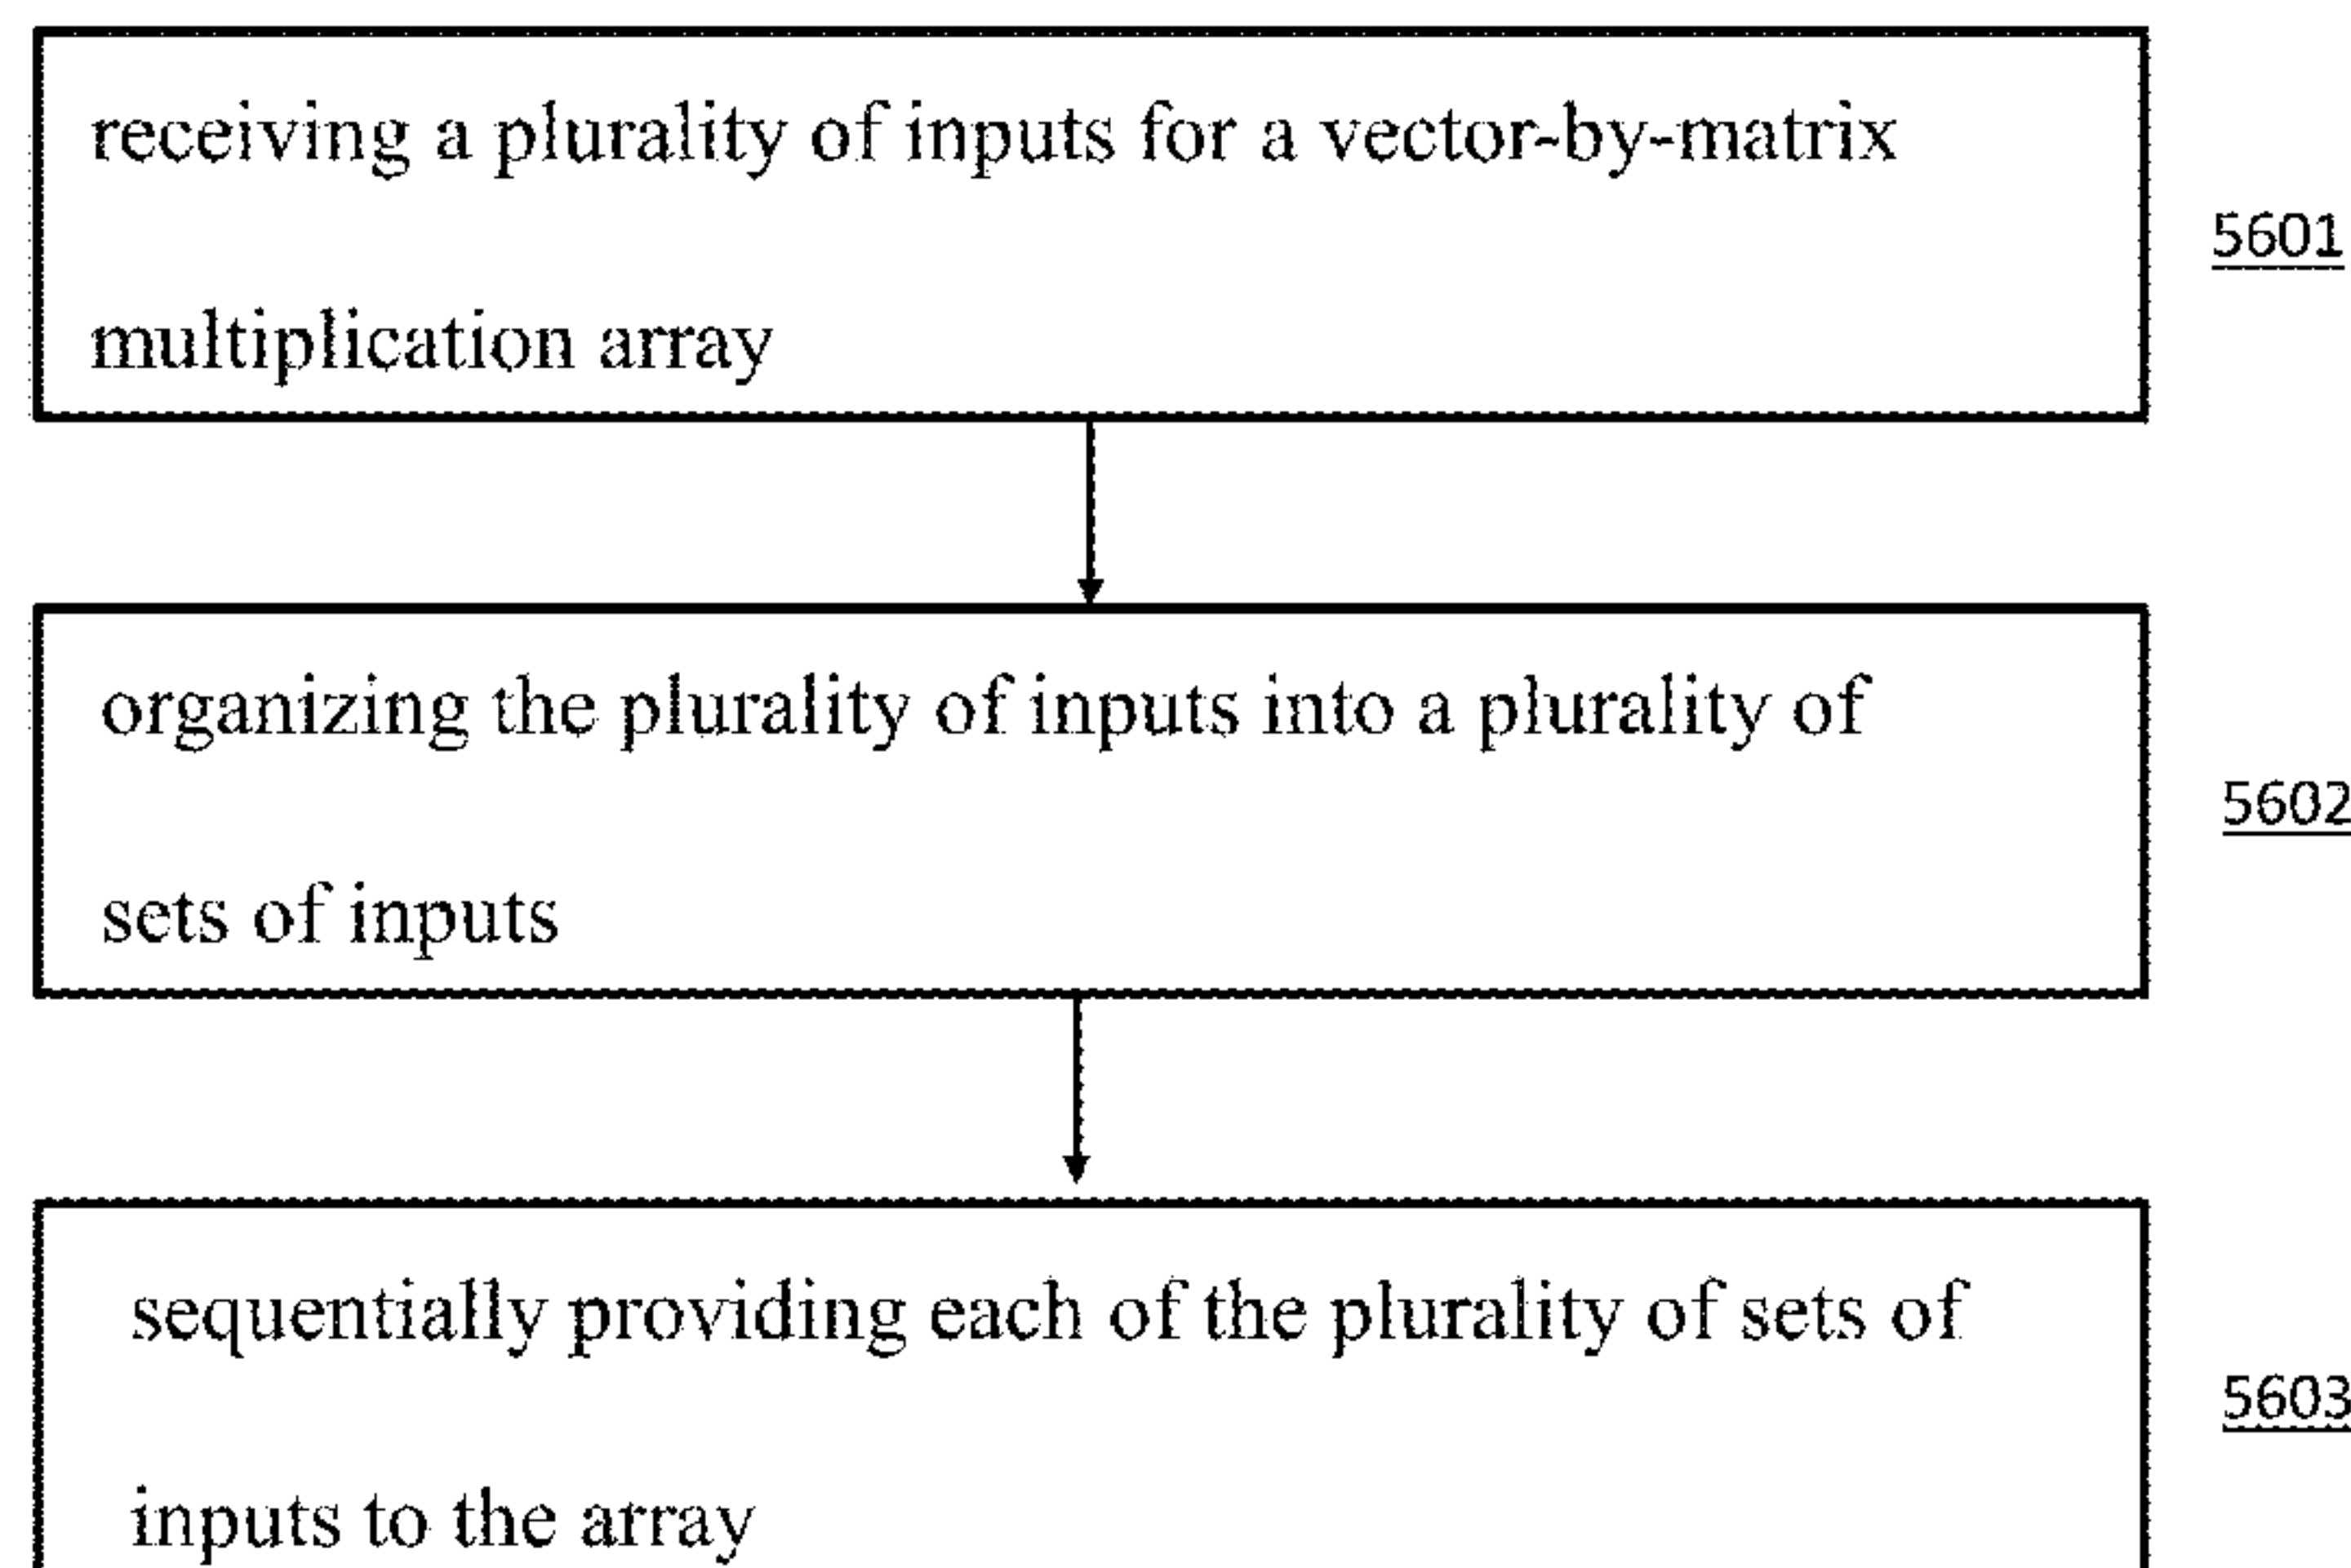 receiving a plurality of inputs for a vector-by-matrix
multiplication array
5601
organizing the plurality of inputs into a plurality of
sets of inputs
5602
sequentially providing each of the plurality of sets of
inputs to the array
5603